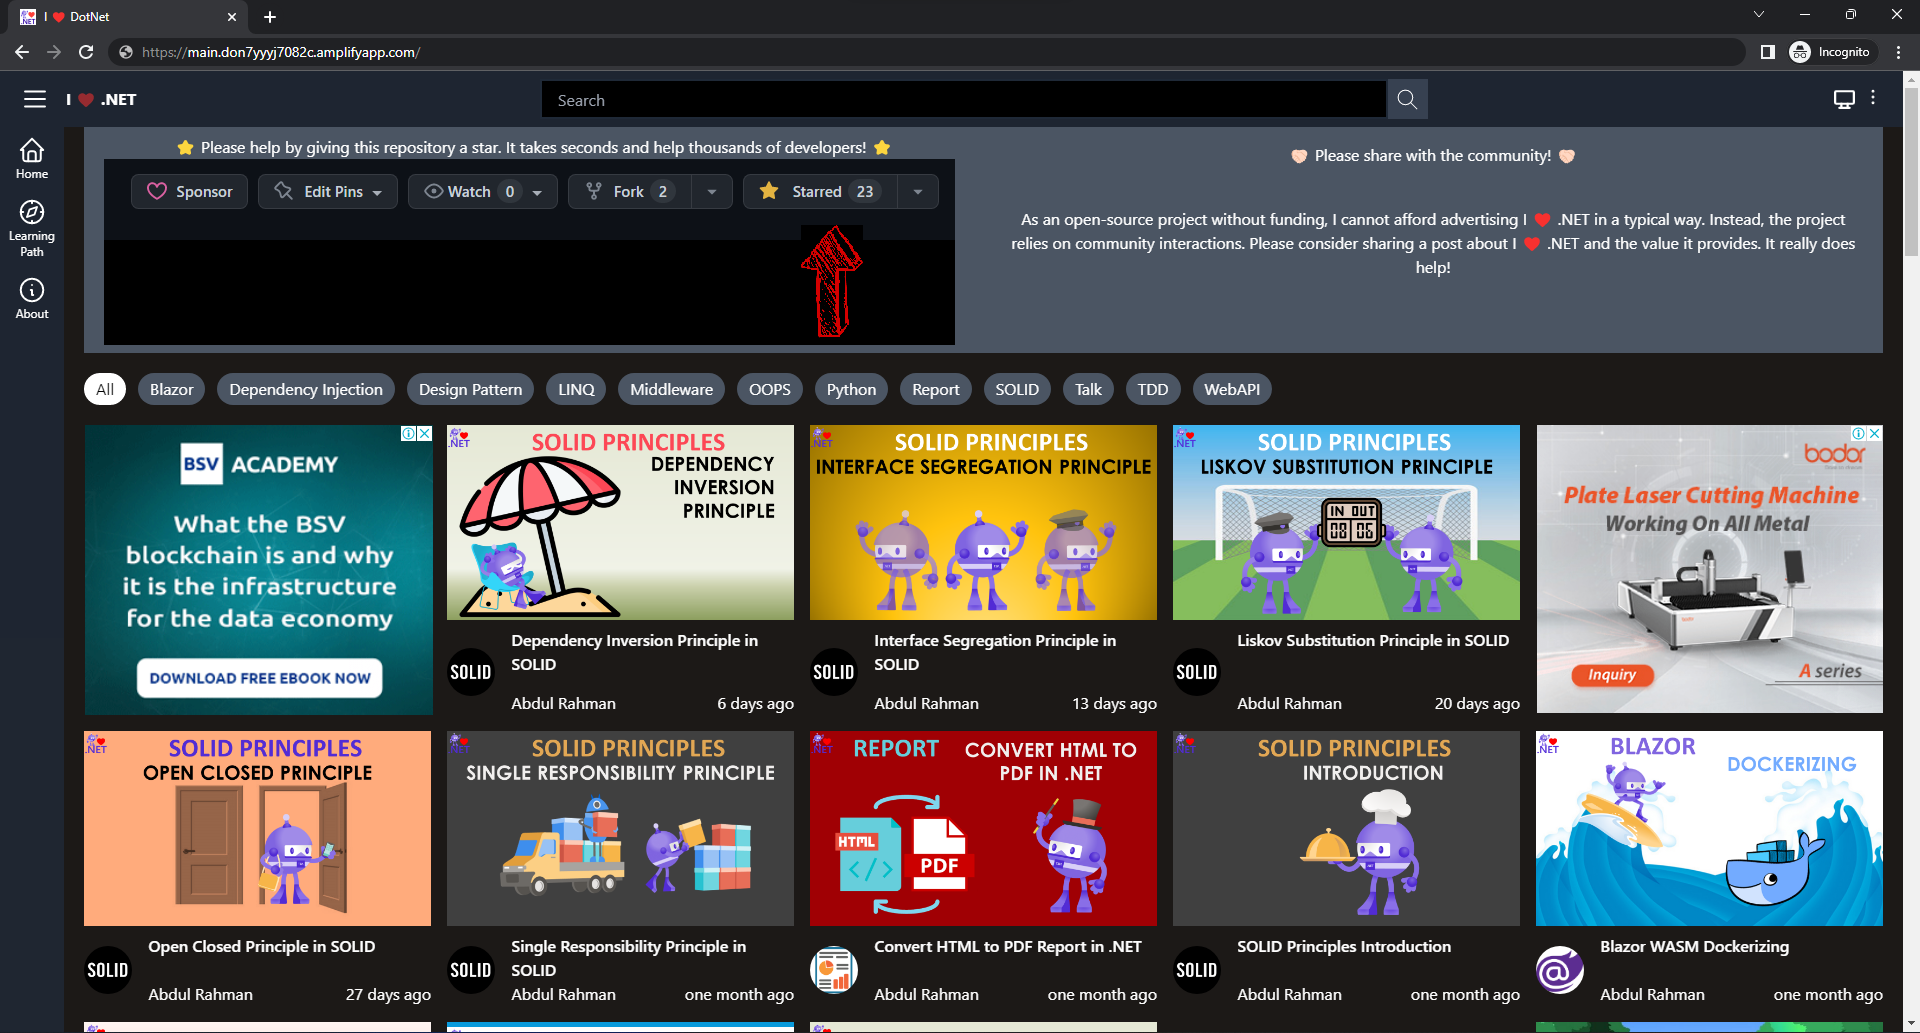 I ❤ DotNet
https://main.don7yyyj7082c.amplifyapp.com/
Incognito
I ❤ .NET
Search
Home
Learning
Path
About
⭐ Please help by giving this repository a star. It takes seconds and help thousands of developers! ⭐
Sponsor
Edit Pins
Watch 0
Fork 2
Starred 23
Please share with the community!
As an open-source project without funding, I cannot afford advertising I ❤ .NET in a typical way. Instead, the project
relies on community interactions. Please consider sharing a post about I ❤ .NET and the value it provides. It really does
help!
All
Blazor
Dependency Injection
Design Pattern
LINQ
Middleware
OOPS
Python
Report
SOLID
Talk
TDD
WebAPI
BSV ACADEMY
What the BSV
blockchain is and why
it is the infrastructure
for the data economy
DOWNLOAD FREE EBOOK NOW
.NET
SOLID PRINCIPLES
DEPENDENCY
INVERSION
PRINCIPLE
SOLID
Dependency Inversion Principle in
SOLID
Abdul Rahman
6 days ago
.NET
SOLID PRINCIPLES
INTERFACE SEGREGATION PRINCIPLE
SOLID
Interface Segregation Principle in
SOLID
Abdul Rahman
13 days ago
.NET
SOLID PRINCIPLES
LISKOV SUBSTITUTION PRINCIPLE
IN OUT
08 06
SOLID
Liskov Substitution Principle in SOLID
Abdul Rahman
20 days ago
bodor
Plate Laser Cutting Machine
Working On All Metal
Inquiry
A series
.NET
SOLID PRINCIPLES
OPEN CLOSED PRINCIPLE
SOLID
Open Closed Principle in SOLID
Abdul Rahman
27 days ago
.NET
SOLID PRINCIPLES
SINGLE RESPONSIBILITY PRINCIPLE
SOLID
Single Responsibility Principle in
SOLID
Abdul Rahman
one month ago
.NET
REPORT
CONVERT HTML TO
PDF IN .NET
HTML
</>
PDF
Convert HTML to PDF Report in .NET
Abdul Rahman
one month ago
.NET
SOLID PRINCIPLES
INTRODUCTION
SOLID
SOLID Principles Introduction
Abdul Rahman
one month ago
.NET
BLAZOR
DOCKERIZING
Blazor WASM Dockerizing
Abdul Rahman
one month ago